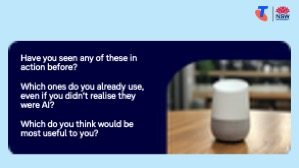 NSW
Have you seen any of these in
action before?
Which ones do you already use,
even if you didn't realise they
were AI?
Which do you think would be
most useful to you?